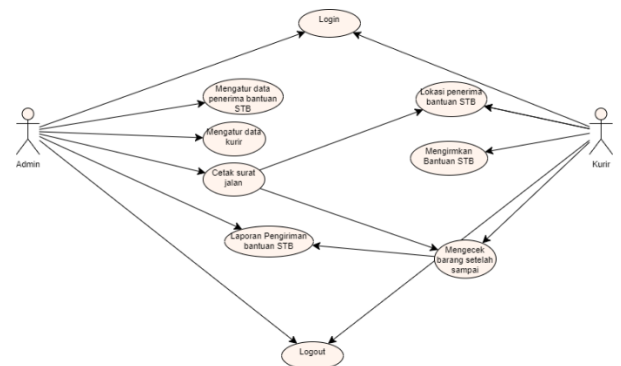 Login
Mengatur data
penerima bantuan
STB
Lokasi penerima
bantuan STB
Mengatur data
kurir
Admin
Kurir
Mengirmkan
Bantuan STB
Cetak surat
jalan
Laporan Pengiriman
bantuan STB
Mengecek
barang setelah
sampai
Logout